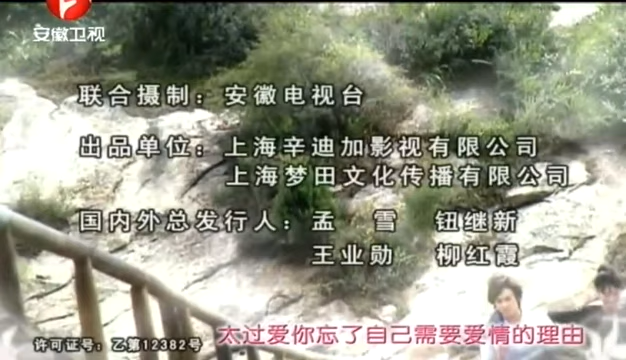 安徽卫视
联合摄制：安徽电视台
出品单位：上海辛迪加影视有限公司
上海梦田文化传播有限公司
国内外总发行人：孟 雪 钮继新
王业勋 柳红霞
太过爱你忘了自己需要爱情的理由
许可证号：乙第12382号